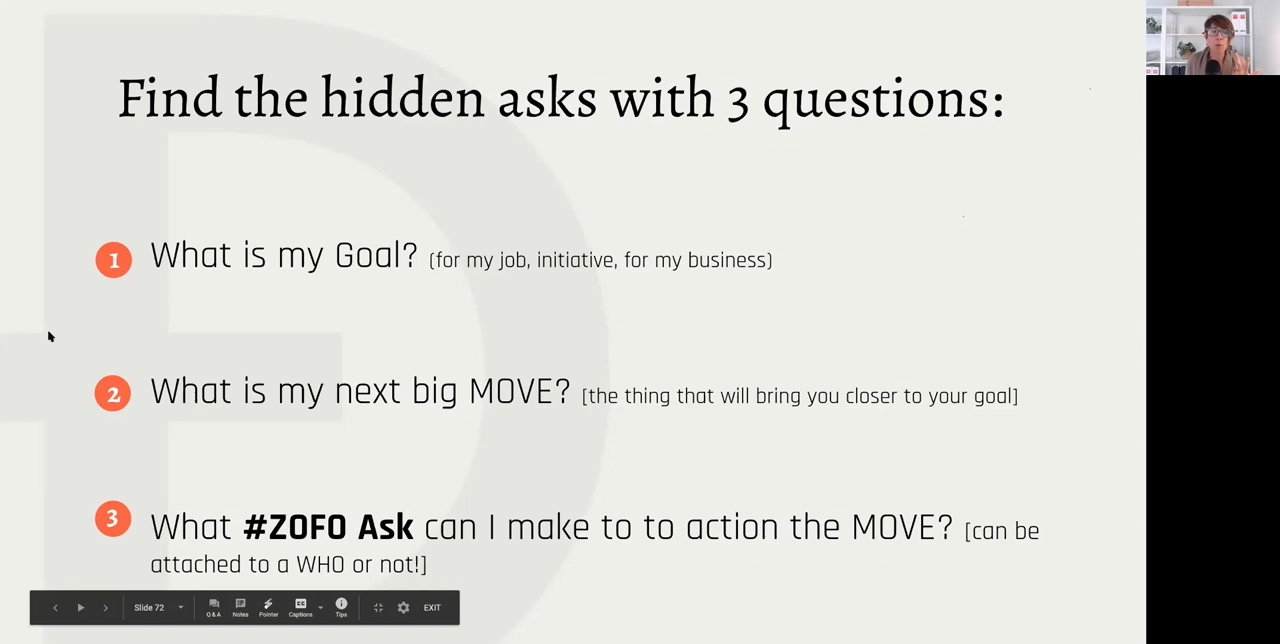 Find the hidden asks with 3 questions:
1 What is my Goal? (for my job, initiative, for my business)
2 What is my next big MOVE? [the thing that will bring you closer to your goal]
3 What #ZOFO Ask can I make to to action the MOVE? [can be
attached to a WHO or not!]
Slide 72 Q&A Notes Pointer CC Captions Tips EXIT